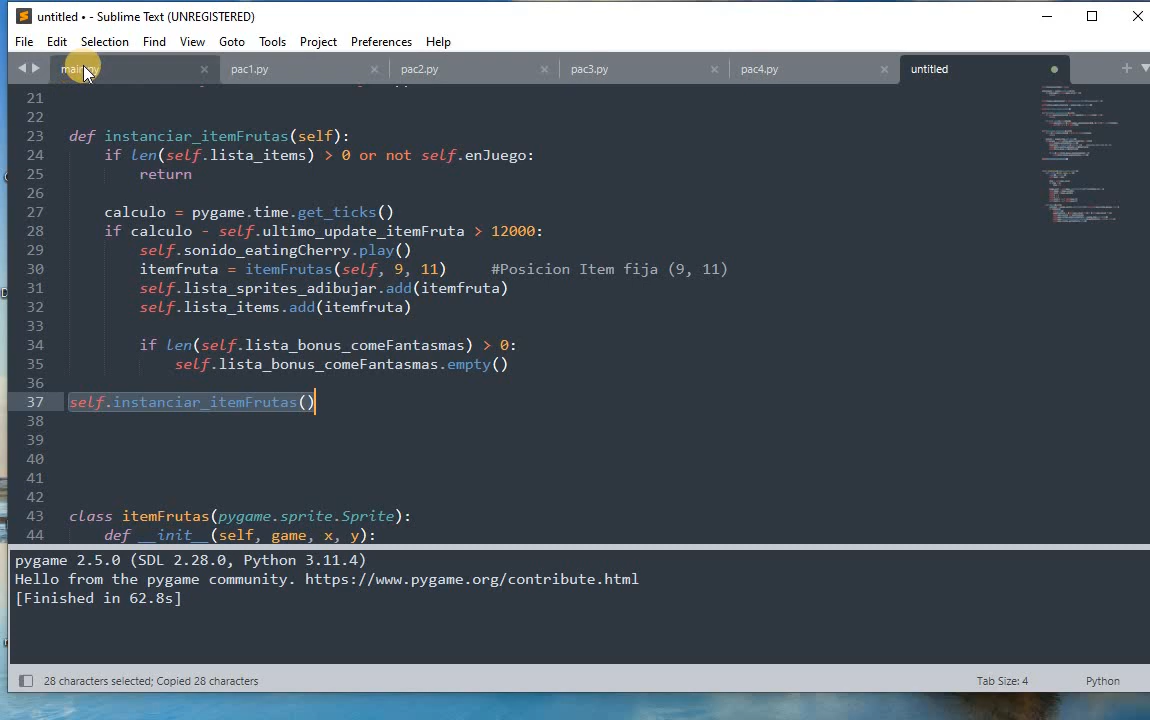 untitled • - Sublime Text (UNREGISTERED)
File Edit Selection Find View Goto Tools Project Preferences Help
main.py pac1.py pac2.py pac3.py pac4.py untitled
21
22
23 def instanciar_itemFrutas(self):
24 if len(self.lista_items) > 0 or not self.enJuego:
25 return
26
27 calculo = pygame.time.get_ticks()
28 if calculo - self.ultimo_update_itemFruta > 12000:
29 self.sonido_eatingCherry.play()
30 itemfruta = itemFrutas(self, 9, 11) #Posicion Item fija (9, 11)
31 self.lista_sprites_adibujar.add(itemfruta)
32 self.lista_items.add(itemfruta)
33
34 if len(self.lista_bonus_comeFantasmas) > 0:
35 self.lista_bonus_comeFantasmas.empty()
36
37 self.instanciar_itemFrutas()
38
39
40
41
42
43 class itemFrutas(pygame.sprite.Sprite):
44 def __init__(self, game, x, y):
pygame 2.5.0 (SDL 2.28.0, Python 3.11.4)
Hello from the pygame community. https://www.pygame.org/contribute.html
[Finished in 62.8s]
28 characters selected; Copied 28 characters Tab Size: 4 Python